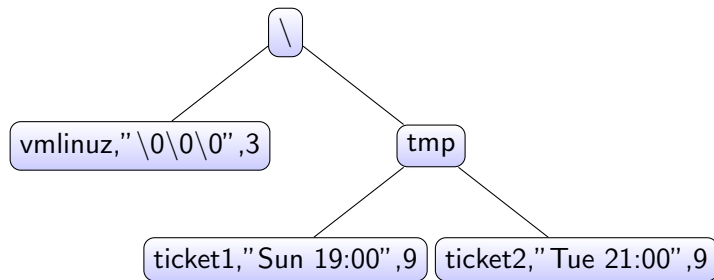 \
vmlinuz,"\0\0\0",3
tmp
ticket1,"Sun 19:00",9
ticket2,"Tue 21:00",9